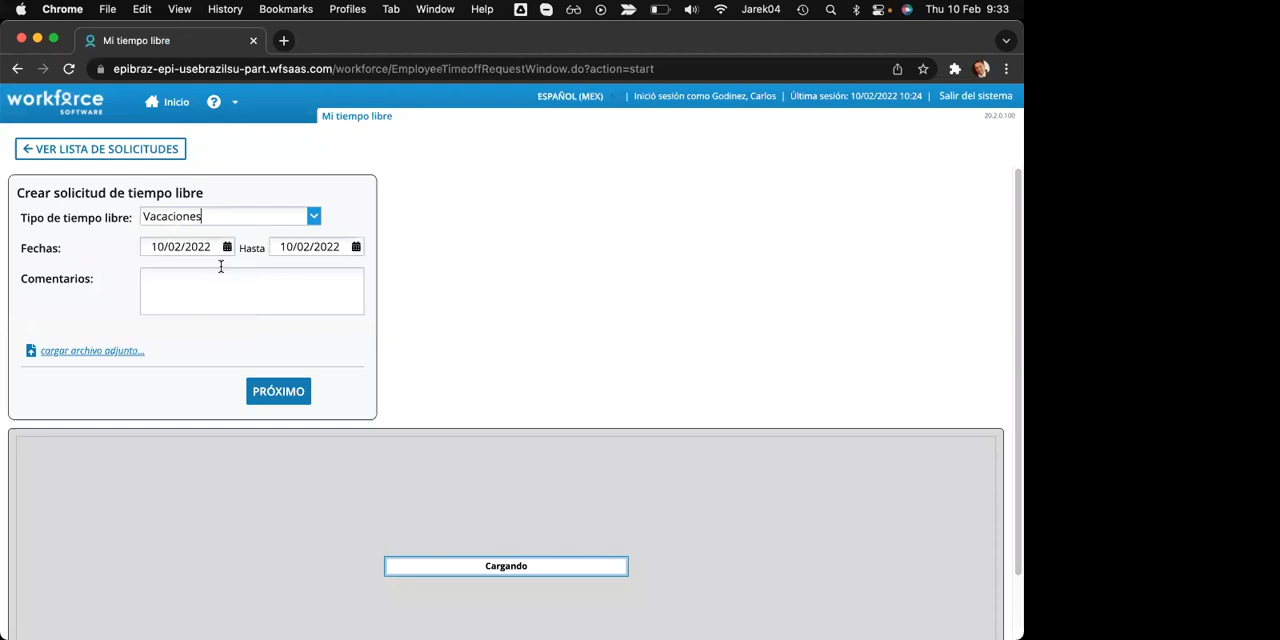 Chrome File Edit View History Bookmarks Profiles Tab Window Help Jarek04 Thu 10 Feb 9:33
Mi tiempo libre
epibraz-epi-usebrazilsu-part.wfsaas.com/workforce/EmployeeTimeoffRequestWindow.do?action=start
workforce
SOFTWARE
Inicio
ESPAÑOL (MEX) | Inició sesión como Godinez, Carlos | Última sesión: 10/02/2022 10:24 | Salir del sistema
Mi tiempo libre
20.2.0.100
VER LISTA DE SOLICITUDES
Crear solicitud de tiempo libre
Tipo de tiempo libre: Vacaciones
Fechas: 10/02/2022 Hasta 10/02/2022
Comentarios:
cargar archivo adjunto...
PRÓXIMO
Cargando